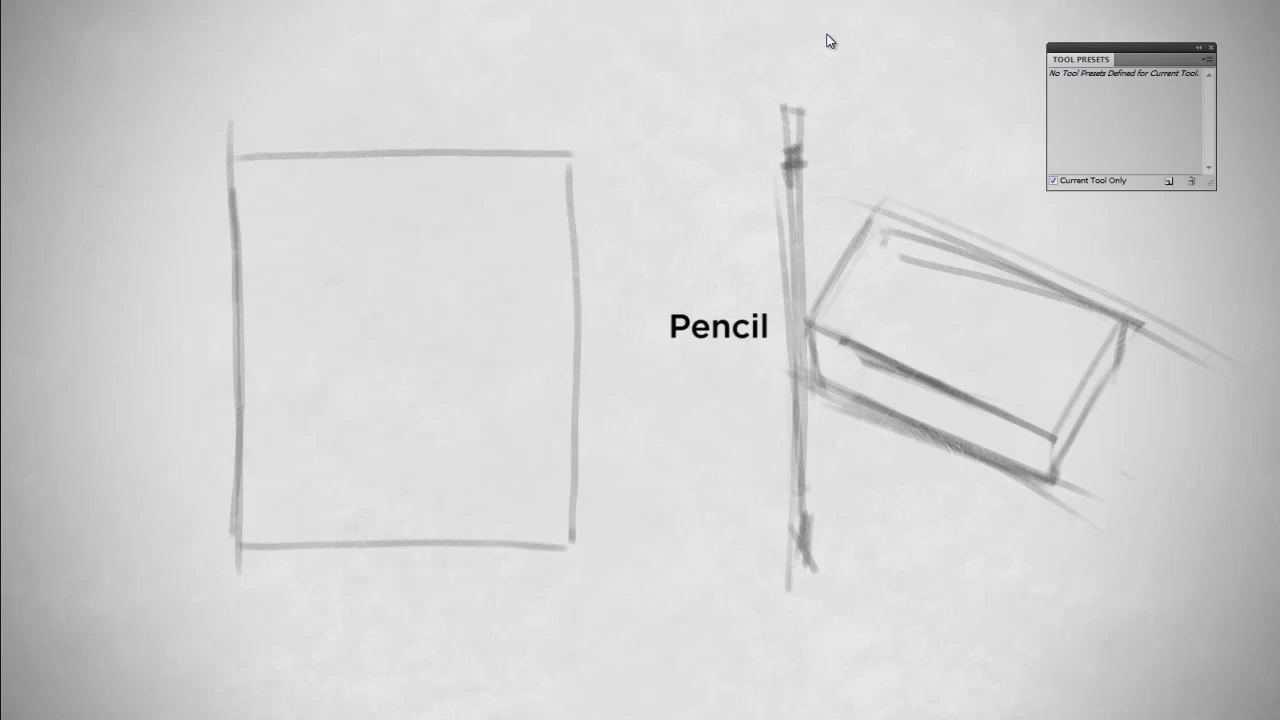 TOOL PRESETS
No Tool Presets Defined for Current Tool.
Current Tool Only
Pencil